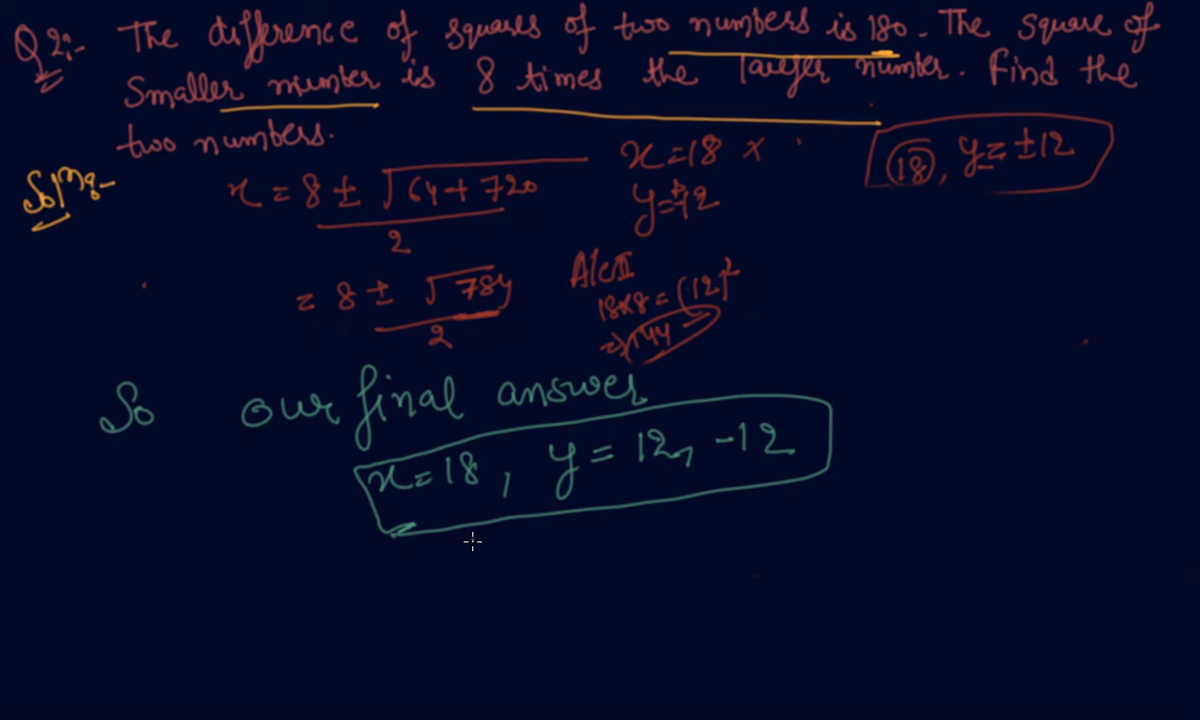 Q 2:- The difference of squares of two numbers is 180. The square of
smaller number is 8 times the larger number. Find the
two numbers.
Solⁿ:-
x = 8 ± √64 + 720 / 2
= 8 ± √784 / 2
x = 18 x
y = ±12
18, y = ±12
18×8 = (12)²
⇒ 144
So our final answer
x = 18, y = 12, -12